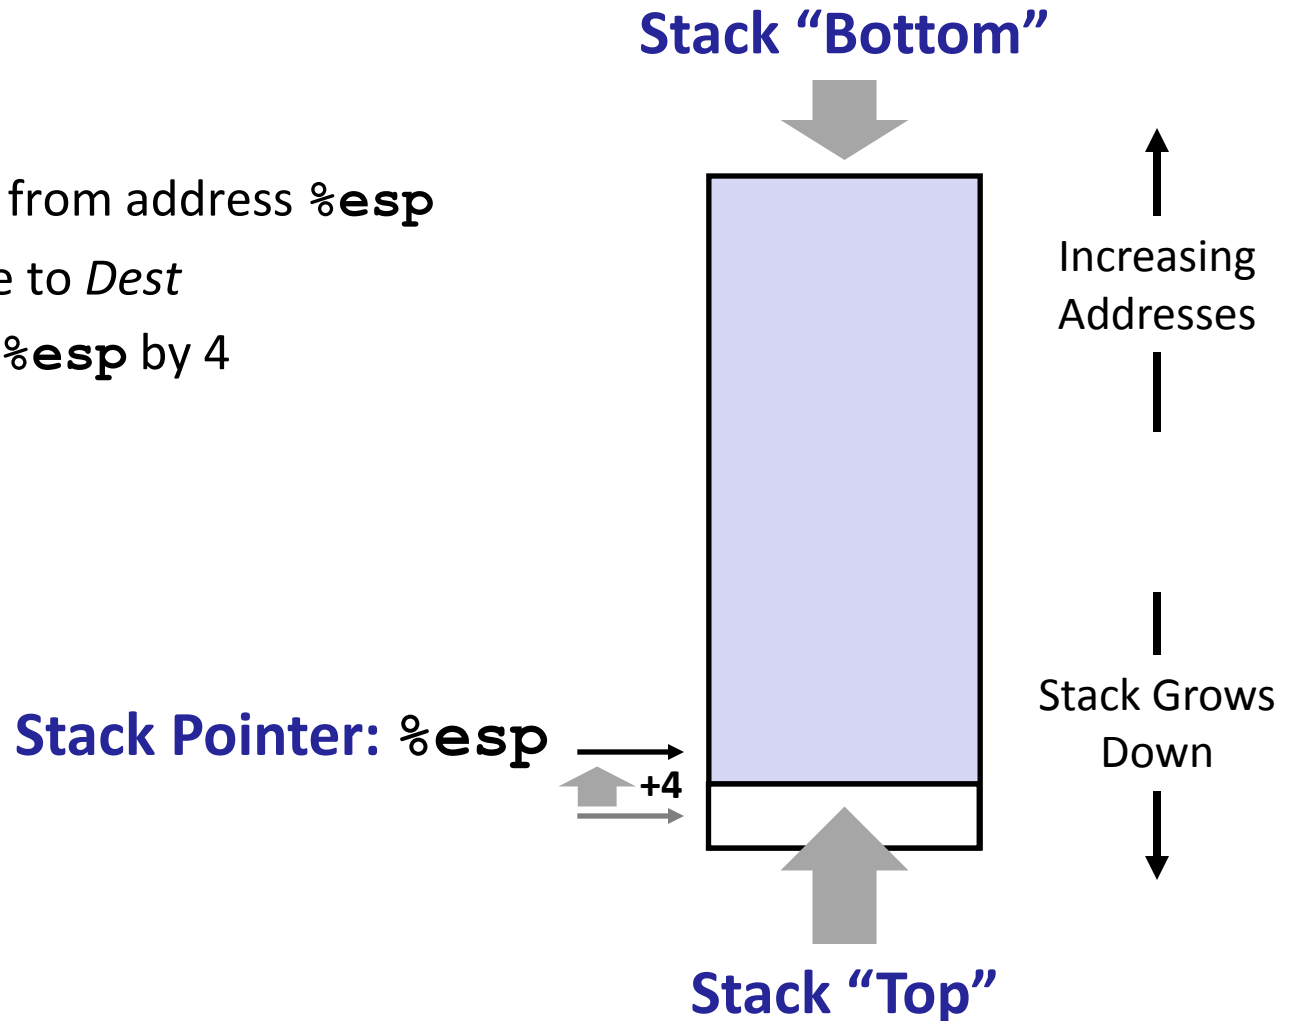 Stack “Bottom”
from address %esp
e to Dest
%esp by 4
Increasing
Addresses
Stack Grows
Down
Stack Pointer: %esp
+4
Stack “Top”